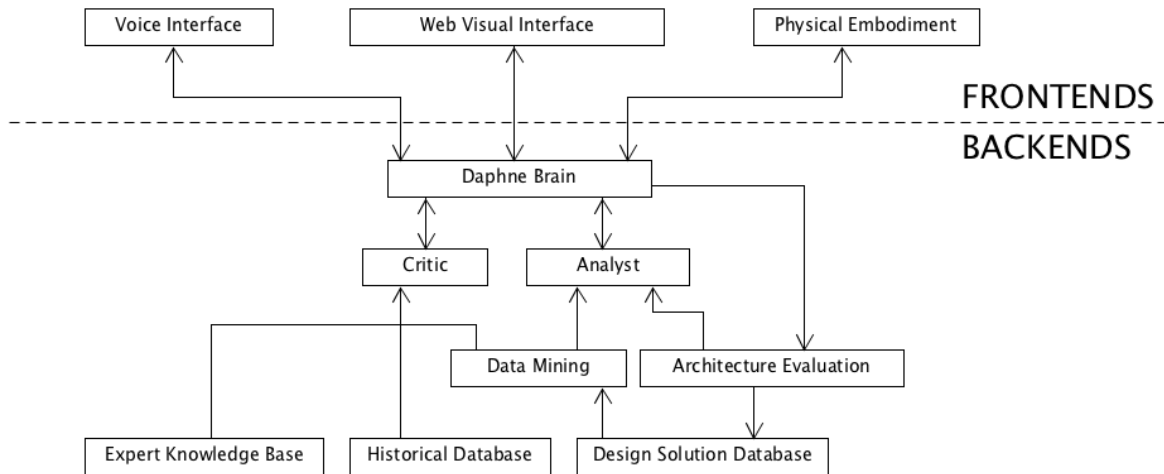 Voice Interface
Web Visual Interface
Physical Embodiment
FRONTENDS
BACKENDS
Daphne Brain
Critic
Analyst
Data Mining
Architecture Evaluation
Expert Knowledge Base
Historical Database
Design Solution Database